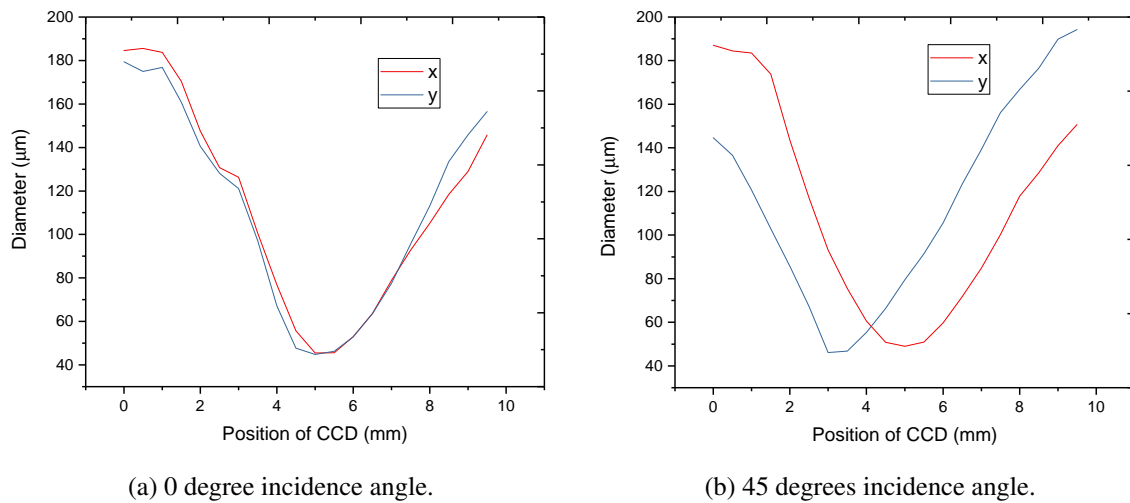 200
180
160
140
120
100
80
60
40
0 2 4 6 8 10
Diameter (μm)
Position of CCD (mm)
x
y
(a) 0 degree incidence angle.
200
180
160
140
120
100
80
60
40
0 2 4 6 8 10
Diameter (μm)
Position of CCD (mm)
x
y
(b) 45 degrees incidence angle.